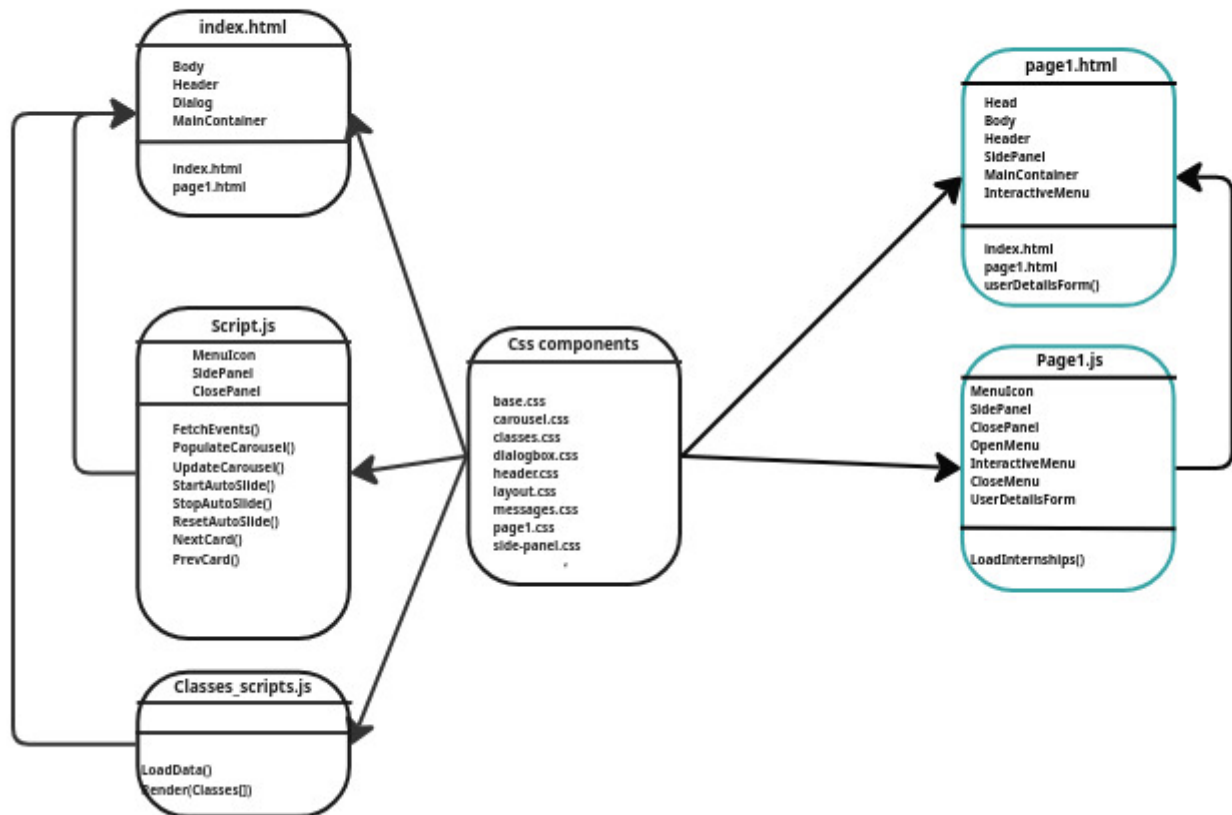 index.html
Body
Header
Dialog
MainContainer
index.html
page1.html
Script.js
MenuIcon
SidePanel
ClosePanel
FetchEvents()
PopulateCarousel()
UpdateCarousel()
StartAutoSlide()
StopAutoSlide()
ResetAutoSlide()
NextCard()
PrevCard()
Classes_scripts.js
LoadData()
Render(Classes[])
Css components
base.css
carousel.css
classes.css
dialogbox.css
header.css
layout.css
messages.css
page1.css
side-panel.css
page1.html
Head
Body
Header
SidePanel
MainContainer
InteractiveMenu
index.html
page1.html
userDetailsForm()
Page1.js
MenuIcon
SidePanel
ClosePanel
OpenMenu
InteractiveMenu
CloseMenu
UserDetailsForm
LoadInternships()